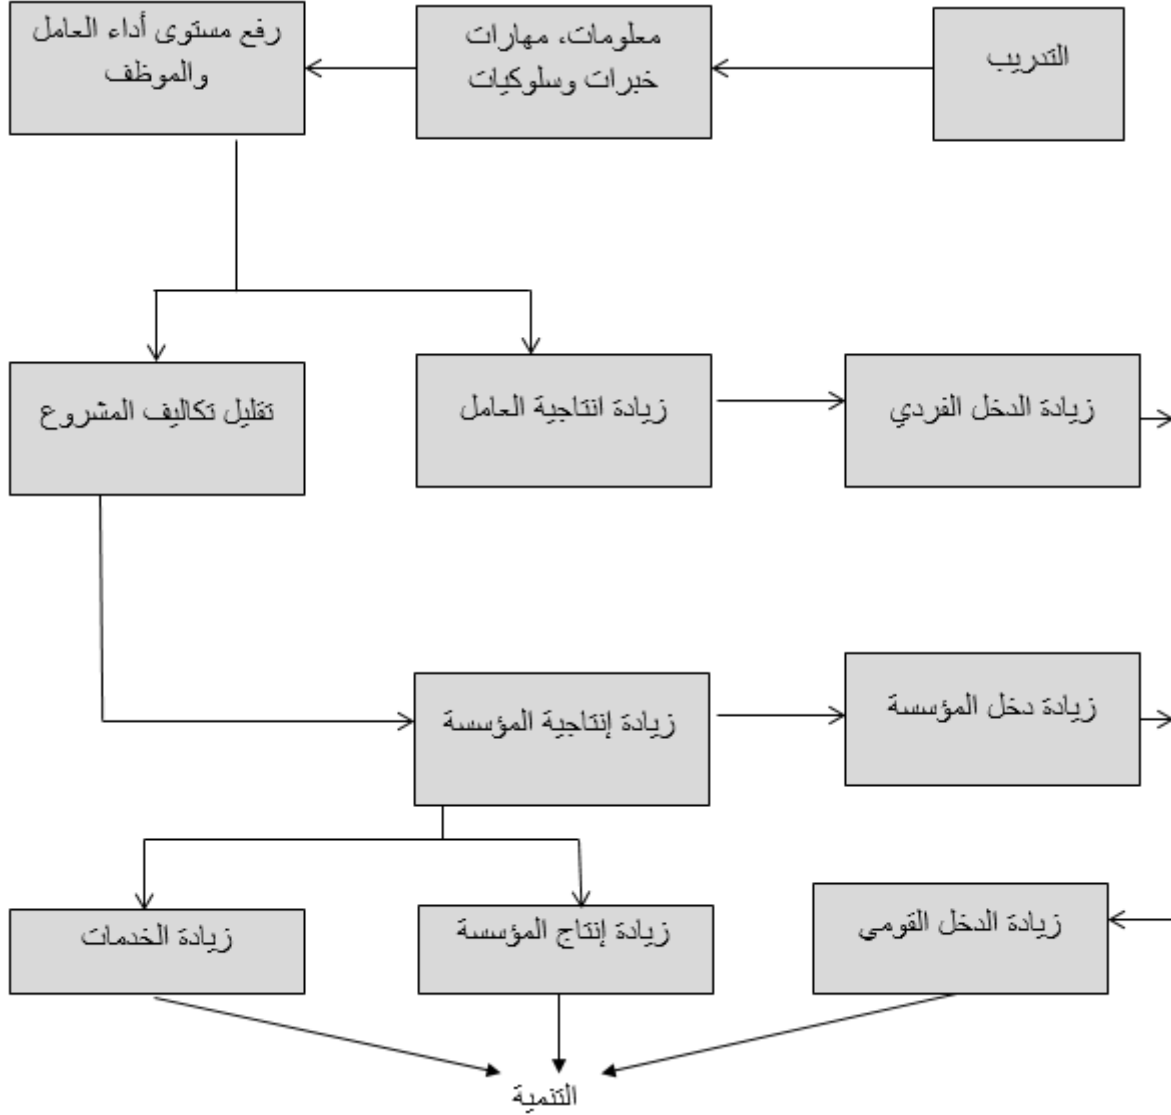 التدريب
معلومات، مهارات
خبرات وسلوكيات
رفع مستوى أداء العامل
والموظف
زيادة الدخل الفردي
زيادة انتاجية العامل
تقليل تكاليف المشروع
زيادة دخل المؤسسة
زيادة إنتاجية المؤسسة
زيادة الدخل القومي
زيادة إنتاج المؤسسة
زيادة الخدمات
التنمية